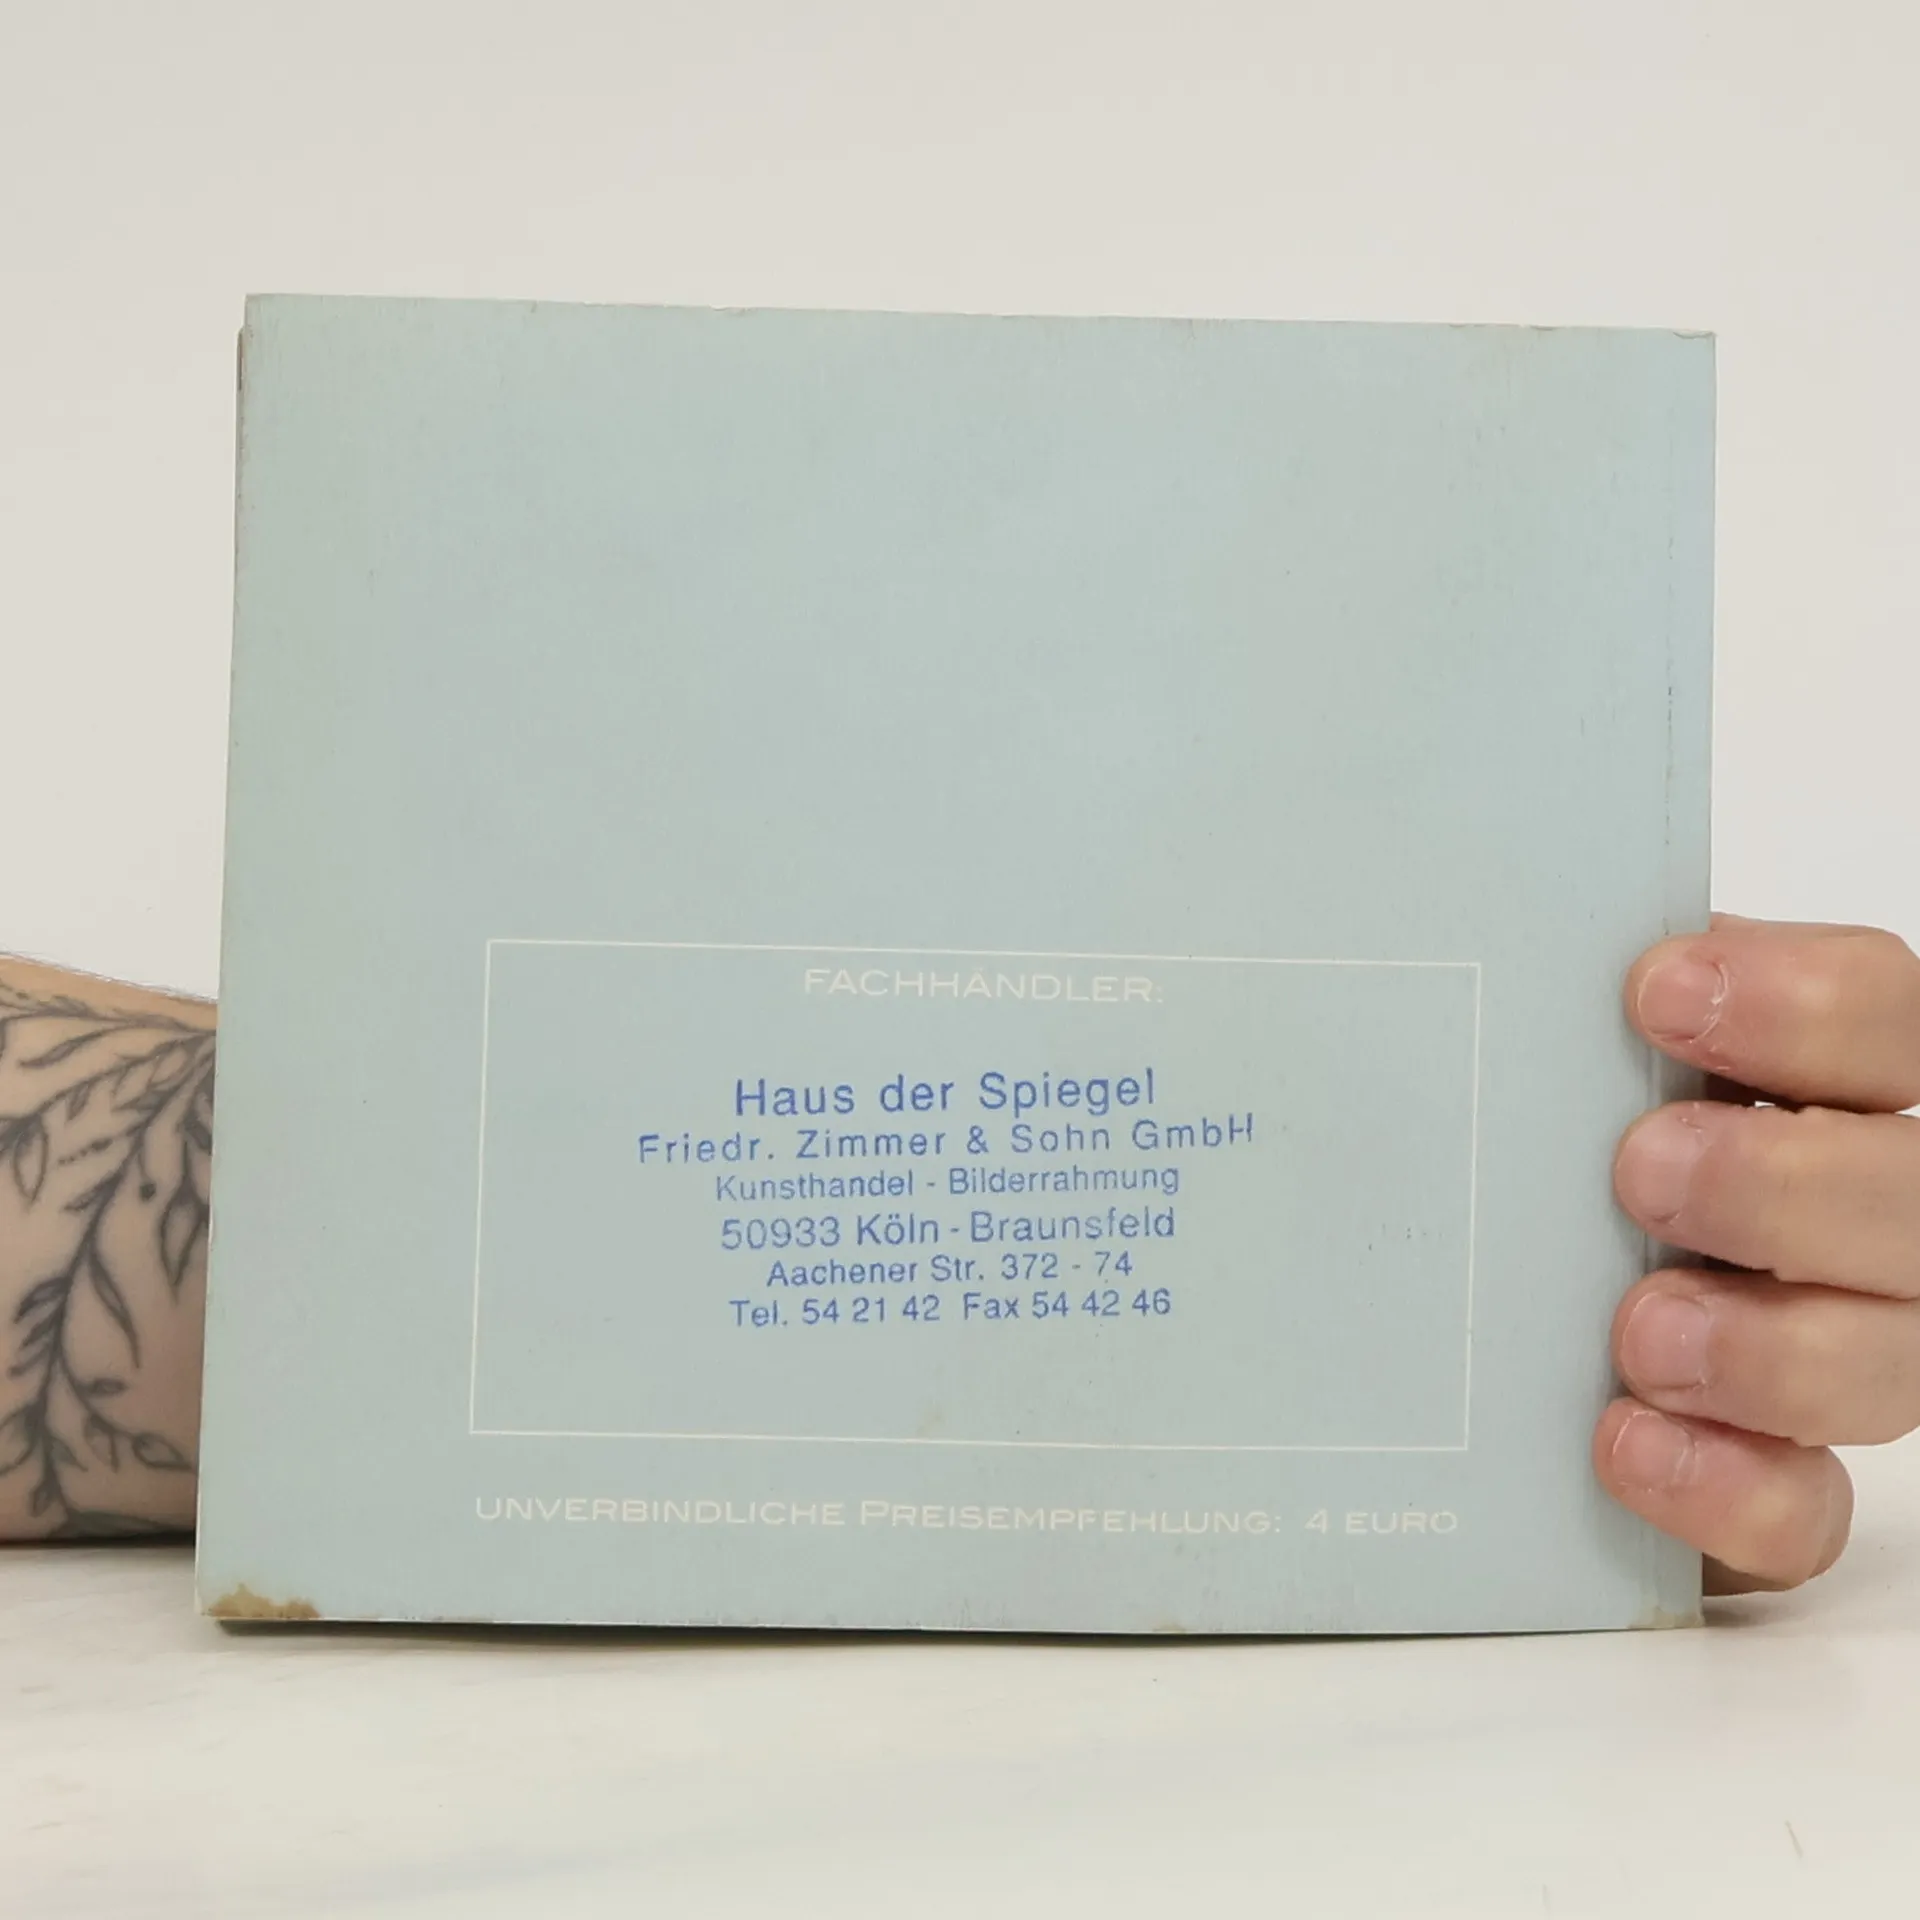 FACHHÄNDLER:
Haus der Spiegel
Friedr. Zimmer & Sohn GmbH
Kunsthandel - Bilderrahmung
50933 Köln - Braunsfeld
Aachener Str. 372 - 74
Tel. 54 21 42 Fax 54 42 46
UNVERBINDLICHE PREISEMPFEHLUNG: 4 EURO